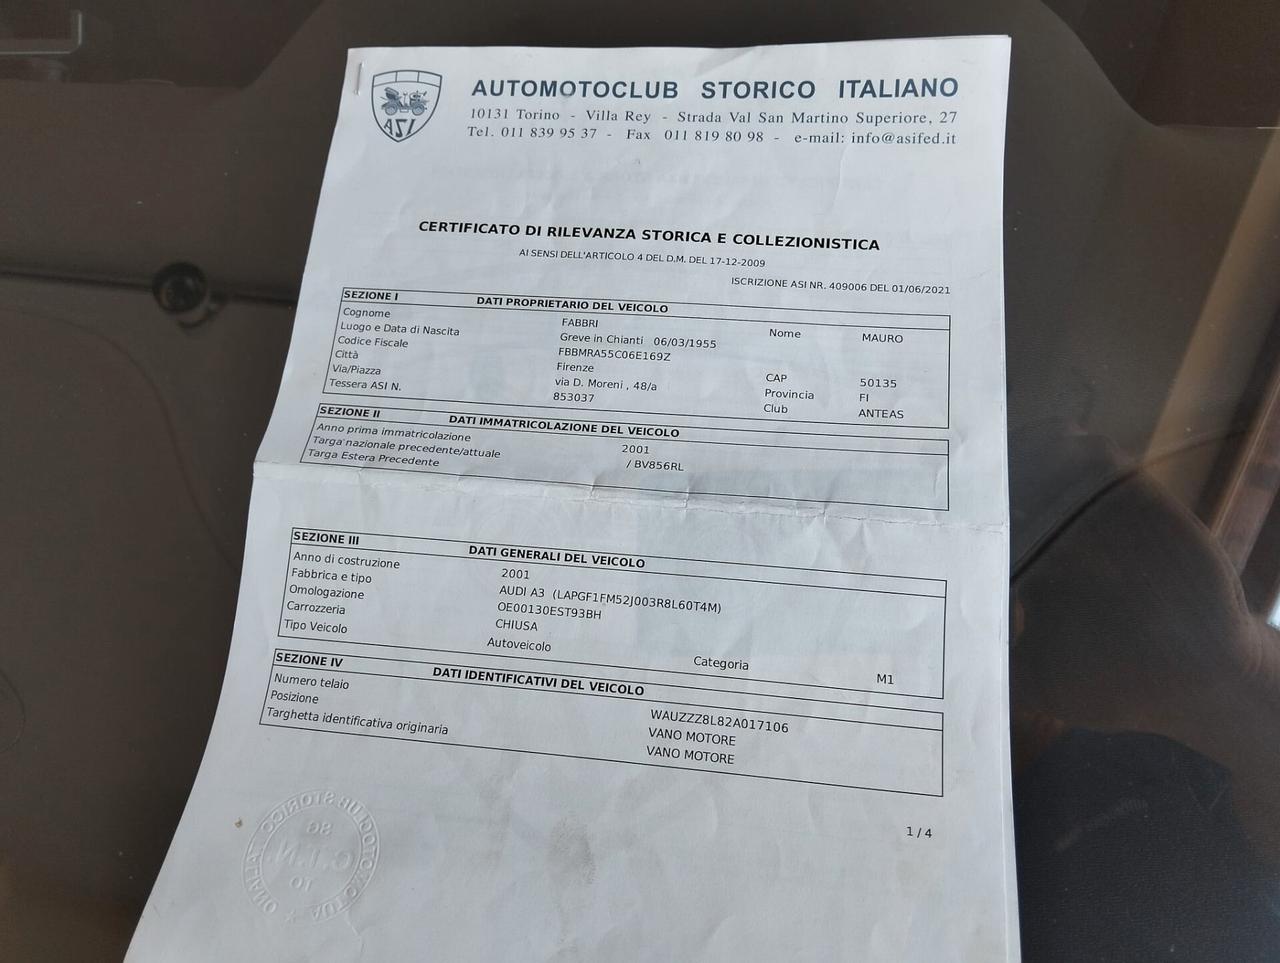 ASI
AUTOMOTOCLUB STORICO ITALIANO
10131 Torino - Villa Rey - Strada Val San Martino Superiore, 27
Tel. 011 839 95 37 - Fax 011 819 80 98 - e-mail: info@asifed.it
CERTIFICATO DI RILEVANZA STORICA E COLLEZIONISTICA
AI SENSI DELL'ARTICOLO 4 DEL D.M. DEL 17-12-2009
ISCRIZIONE ASI NR. 409006 DEL 01/06/2021
SEZIONE I DATI PROPRIETARIO DEL VEICOLO
Cognome FABBRI Nome MAURO
Luogo e Data di Nascita Greve in Chianti 06/03/1955
Codice Fiscale FBBMRA55C06E169Z
Città Firenze CAP 50135
Via/Piazza via D. Moreni , 48/a Provincia FI
Tessera ASI N. 853037 Club ANTEAS
SEZIONE II DATI IMMATRICOLAZIONE DEL VEICOLO
Anno prima immatricolazione 2001
Targa nazionale precedente/attuale / BV856RL
Targa Estera Precedente
SEZIONE III DATI GENERALI DEL VEICOLO
Anno di costruzione 2001
Fabbrica e tipo AUDI A3 (LAPGF1FM52J003R8L60T4M)
Omologazione OE00130EST93BH
Carrozzeria CHIUSA
Tipo Veicolo Autoveicolo Categoria M1
SEZIONE IV DATI IDENTIFICATIVI DEL VEICOLO
Numero telaio WAUZZZ8L82A017106
Posizione VANO MOTORE
Targhetta identificativa originaria VANO MOTORE
1 / 4
AUTOMOTOCLUB STORICO ITALIANO
C.I.N.
TO